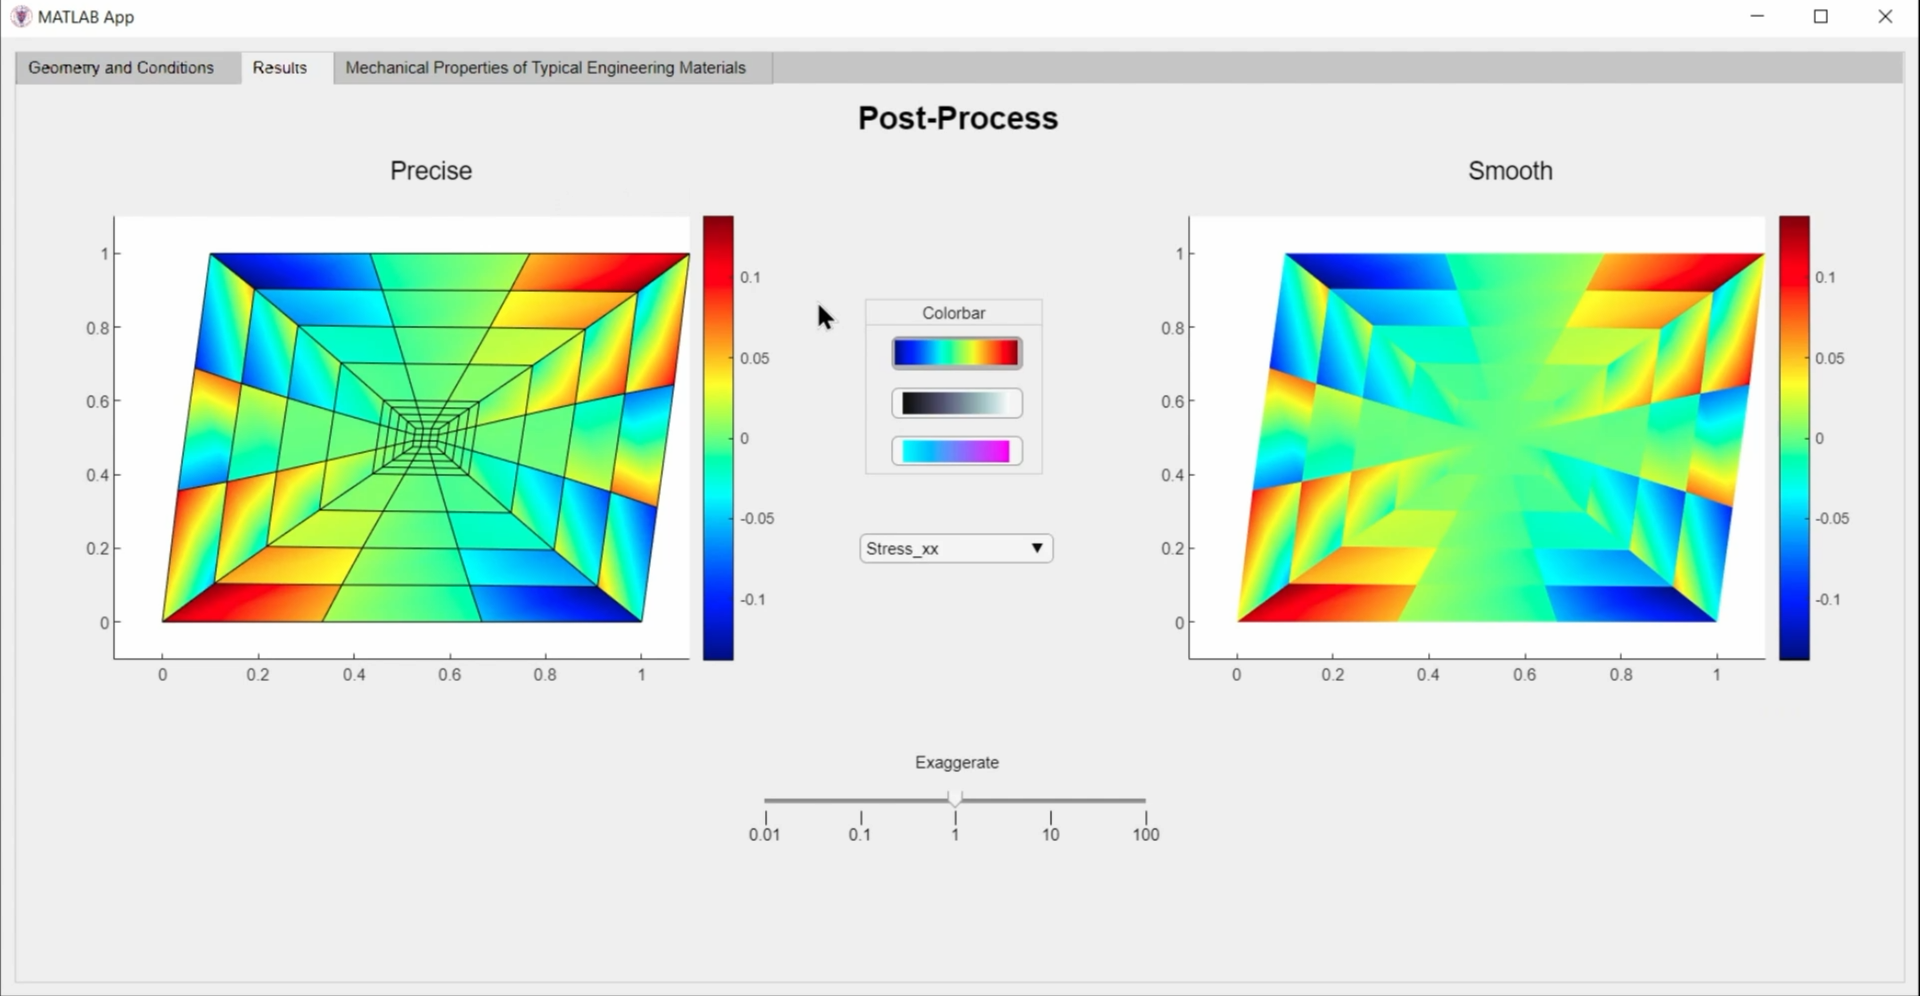 MATLAB App
Geometry and Conditions
Results
Mechanical Properties of Typical Engineering Materials
Post-Process
Precise
Smooth
1
0.8
0.6
0.4
0.2
0
0 0.2 0.4 0.6 0.8 1
0.1
0.05
0
-0.05
-0.1
Colorbar
Stress_xx
1
0.8
0.6
0.4
0.2
0
0 0.2 0.4 0.6 0.8 1
0.1
0.05
0
-0.05
-0.1
Exaggerate
0.01 0.1 1 10 100